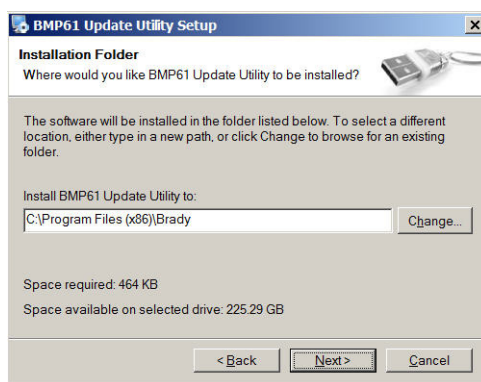 BMP61 Update Utility Setup
Installation Folder
Where would you like BMP61 Update Utility to be installed?
The software will be installed in the folder listed below. To select a different
location, either type in a new path, or click Change to browse for an existing
folder.
Install BMP61 Update Utility to:
C:\Program Files (x86)\Brady
Change...
Space required: 464 KB
Space available on selected drive: 225.29 GB
< Back
Next >
Cancel